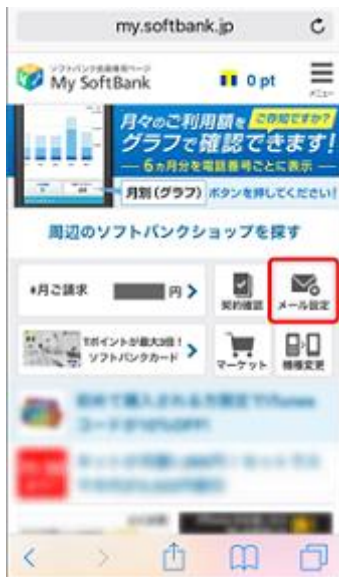 my.softbank.jp
ソフトバンク会員専用ページ
My SoftBank
0 pt
メニュー
月々のご利用額を ご存知ですか?
グラフで確認できます!
6ヵ月分を電話番号ごとに表示
月別(グラフ) ボタンを押してください!
周辺のソフトバンクショップを探す
月ご請求 円
契約確認
メール設定
Tポイントが最大3倍!
ソフトバンクカード
マーケット
機種変更